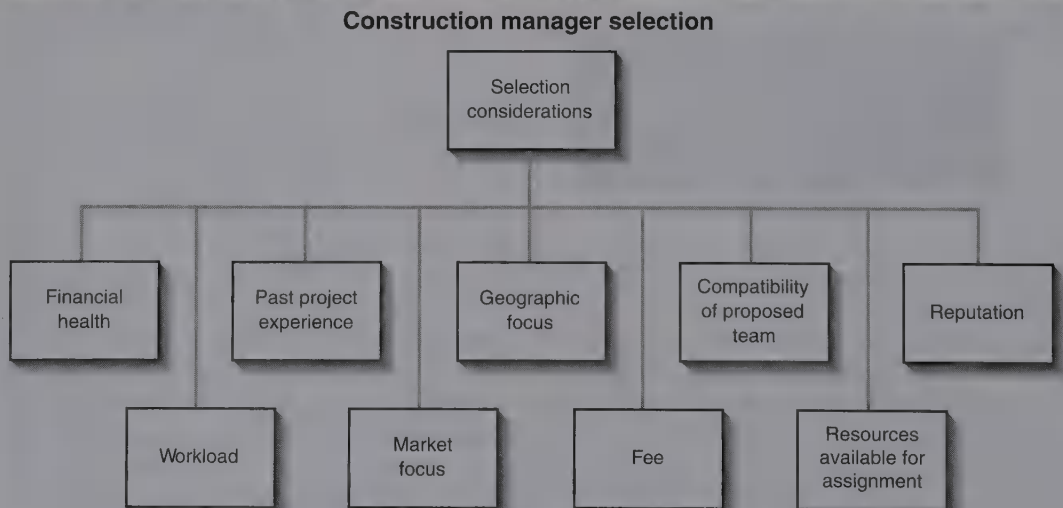 Construction manager selection
Selection
considerations
Financial
health
Past project
experience
Geographic
focus
Compatibility
of proposed
team
Reputation
Workload
Market
focus
Fee
Resources
available for
assignment